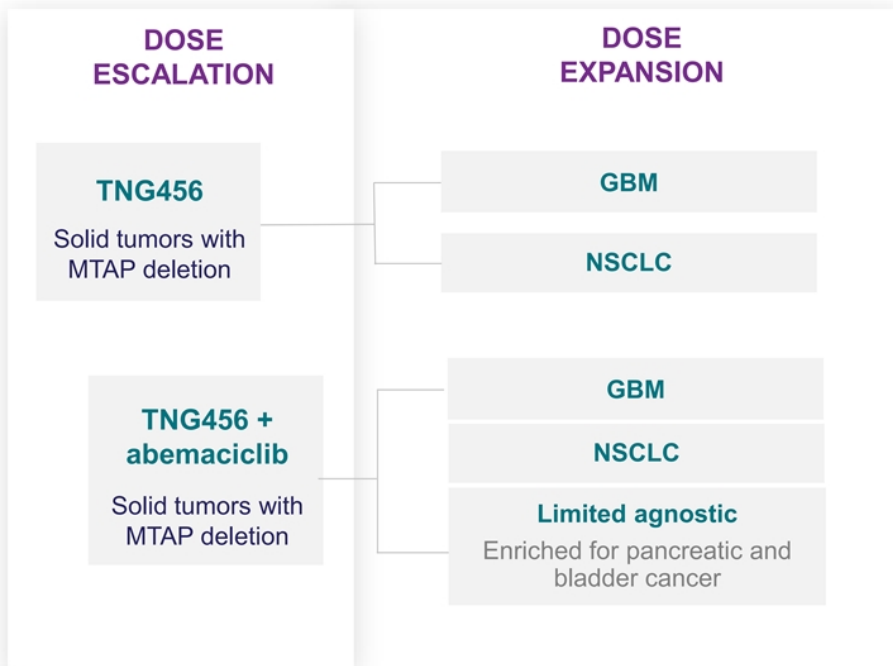 DOSE
ESCALATION
DOSE
EXPANSION
TNG456
Solid tumors with
MTAP deletion
GBM
NSCLC
TNG456 +
abemaciclib
Solid tumors with
MTAP deletion
GBM
NSCLC
Limited agnostic
Enriched for pancreatic and
bladder cancer